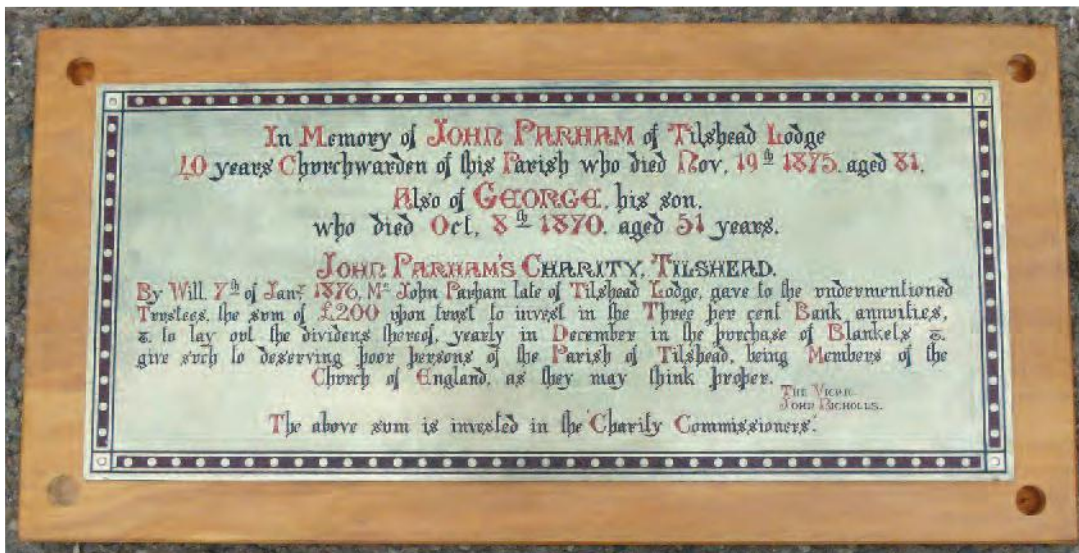 In Memory of JOHN PARHAM of Tilshead Lodge
40 years Churchwarden of this Parish who died Nov. 19th 1875. aged 81.
Also of GEORGE, his son,
who died Oct. 8th 1870. aged 51 years.
JOHN PARHAM'S CHARITY, TILSHEAD.
By Will. 7th of Jany. 1876, Mr. John Parham late of Tilshead Lodge, gave to the undermentioned
Trustees, the sum of £200 upon trust to invest in the Three per cent Bank annuities,
& to lay out the dividens thereof, yearly in December in the purchase of Blankets &
give such to deserving poor persons of the Parish of Tilshead, being Members of the
Church of England, as they may think proper.
THE VICAR.
JOHN NICHOLLS.
The above sum is invested in the 'Charity Commissioners'.